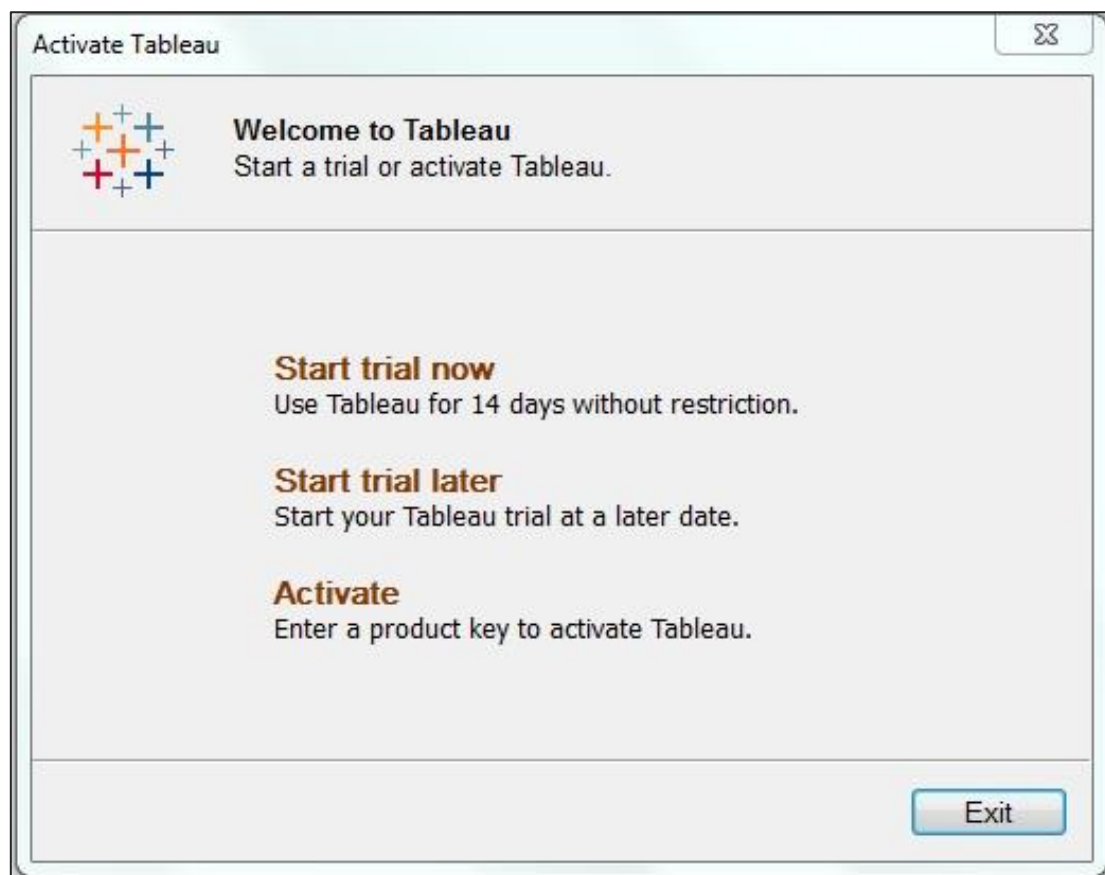 Activate Tableau
Welcome to Tableau
Start a trial or activate Tableau.
Start trial now
Use Tableau for 14 days without restriction.
Start trial later
Start your Tableau trial at a later date.
Activate
Enter a product key to activate Tableau.
Exit